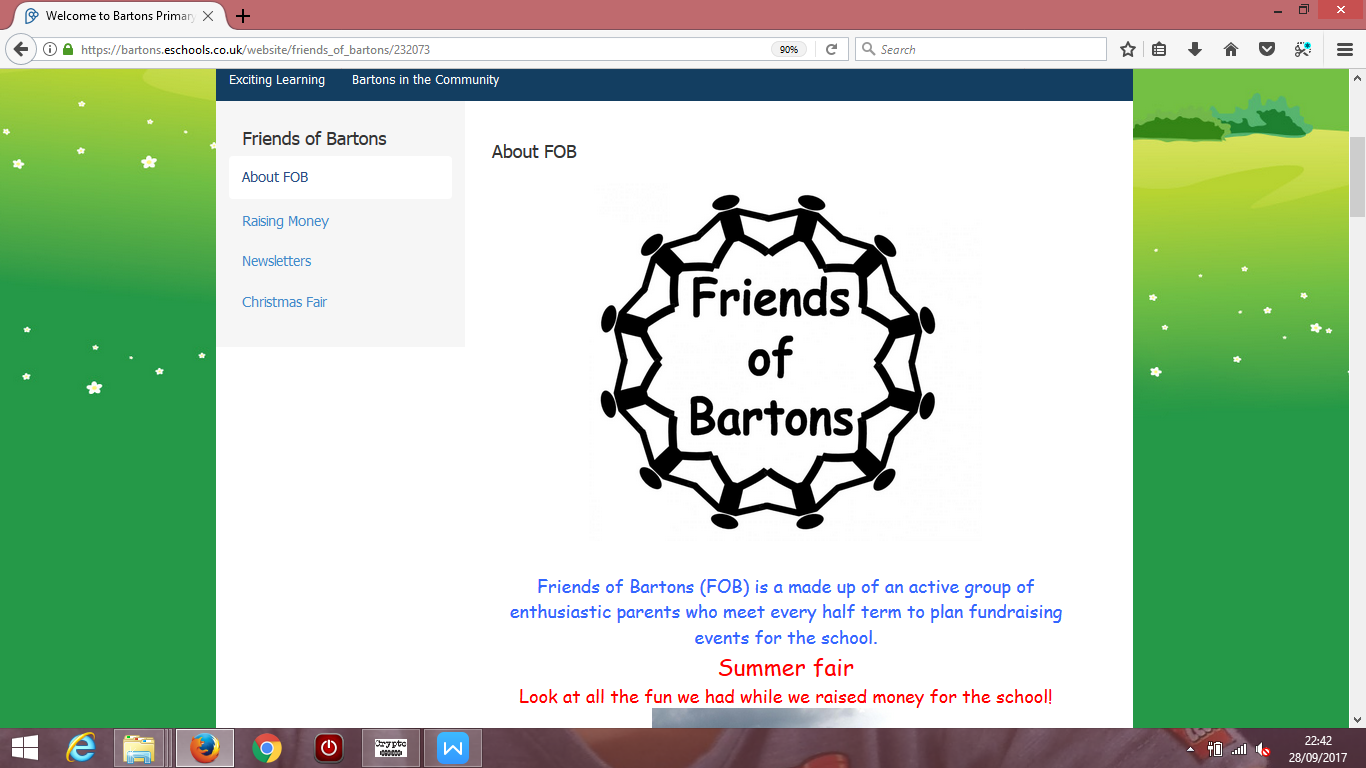 Welcome to Bartons Primary
https://bartons.eschools.co.uk/website/friends_of_bartons/232073
90%
Search
Exciting Learning
Bartons in the Community
Friends of Bartons
About FOB
Raising Money
Newsletters
Christmas Fair
About FOB
Friends
of
Bartons
Friends of Bartons (FOB) is a made up of an active group of
enthusiastic parents who meet every half term to plan fundraising
events for the school.
Summer fair
Look at all the fun we had while we raised money for the school!
Crypto
22:42
28/09/2017